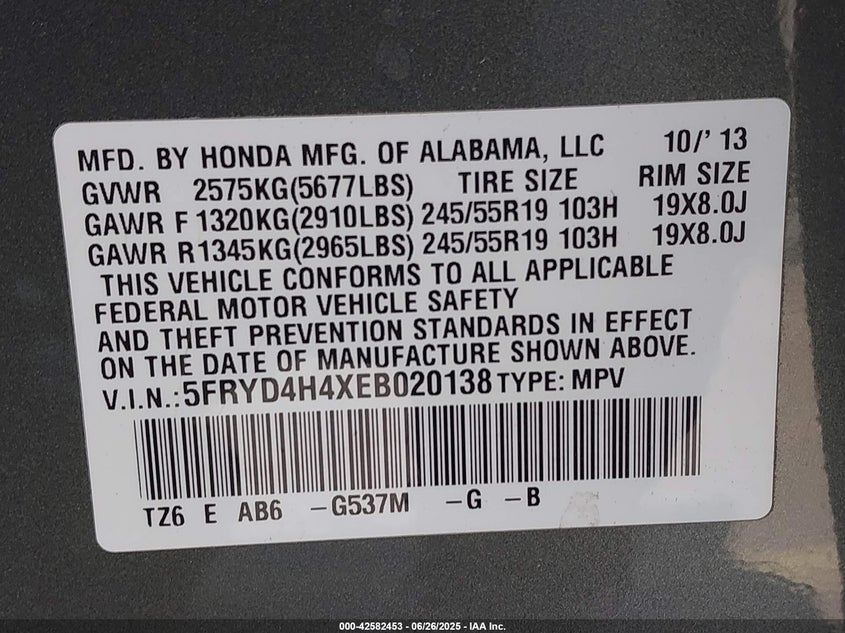 MFD. BY HONDA MFG. OF ALABAMA, LLC 10/' 13
GVWR 2575KG(5677LBS) TIRE SIZE RIM SIZE
GAWR F 1320KG(2910LBS) 245/55R19 103H 19X8.0J
GAWR R1345KG(2965LBS) 245/55R19 103H 19X8.0J
THIS VEHICLE CONFORMS TO ALL APPLICABLE
FEDERAL MOTOR VEHICLE SAFETY
AND THEFT PREVENTION STANDARDS IN EFFECT
ON THE DATE OF MANUFACTURE SHOWN ABOVE.
V.I.N.:5FRYD4H4XEB020138 TYPE: MPV
TZ6 E AB6 -G537M -G -B
000-42582453 - 06/26/2025 - IAA Inc.